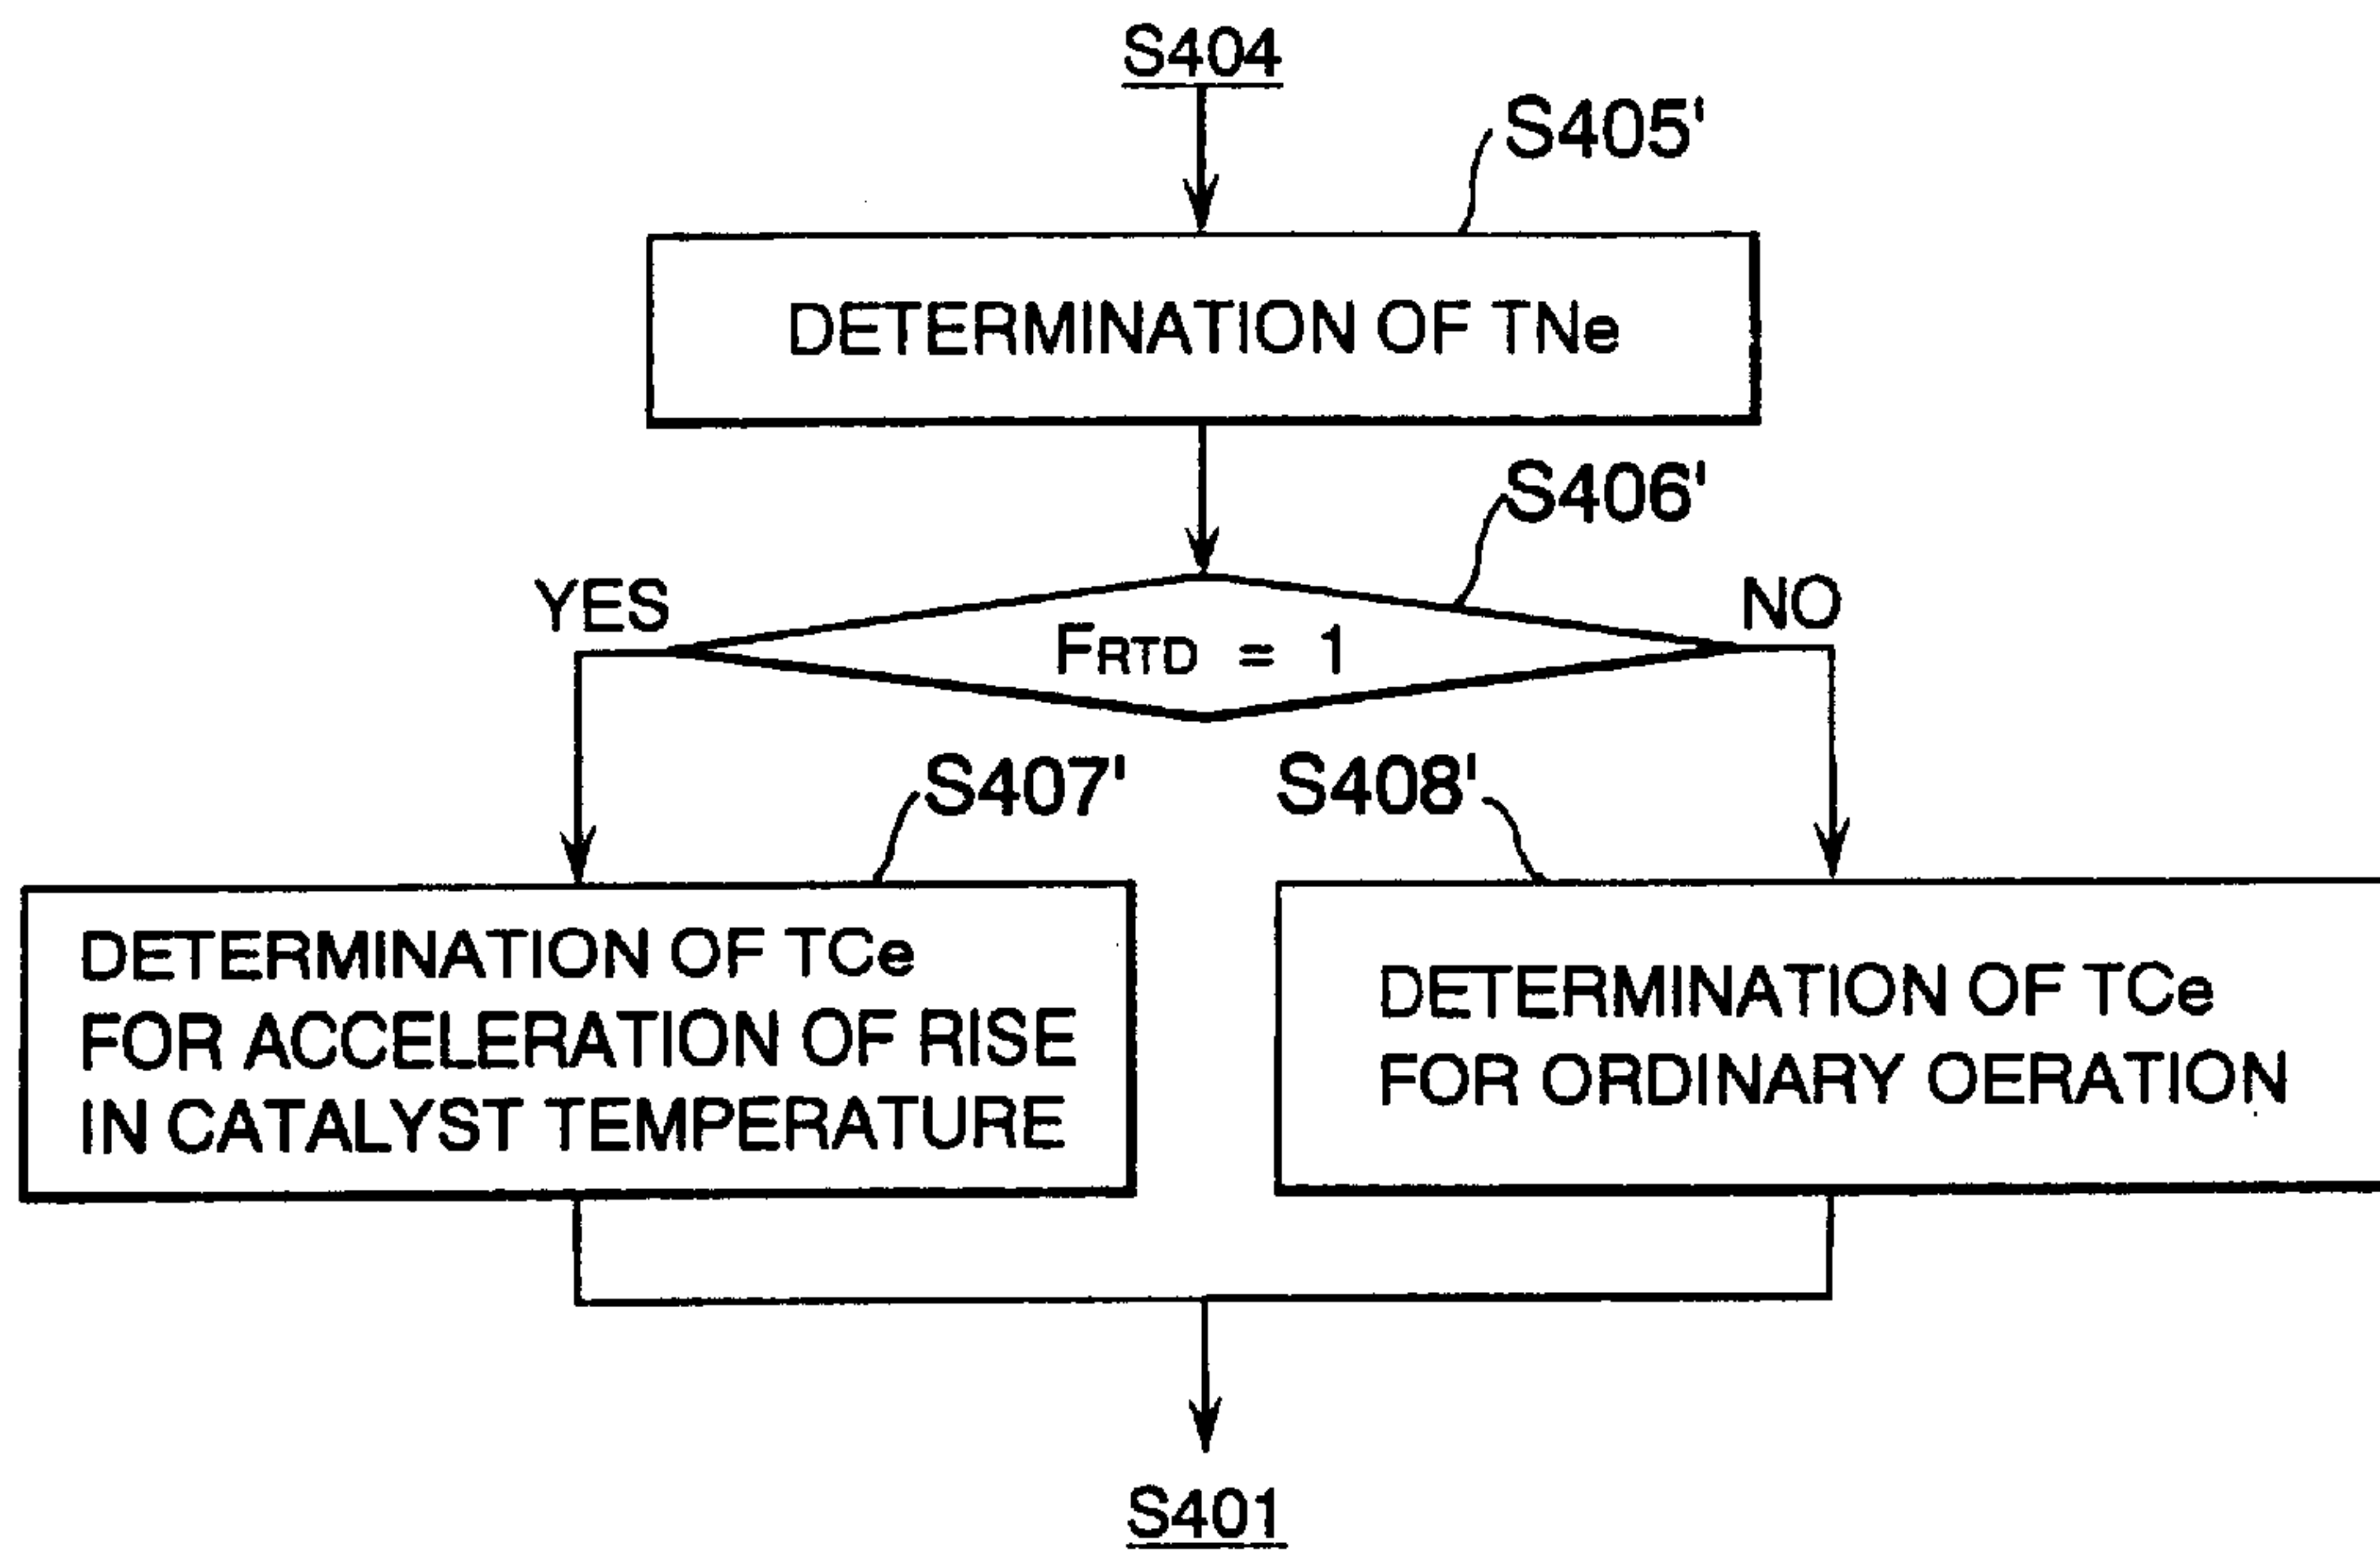 S404
S405'
DETERMINATION OF TNe
S406'
YES
FRTD = 1
NO
S407'
S408'
DETERMINATION OF TCe
FOR ACCELERATION OF RISE
IN CATALYST TEMPERATURE
DETERMINATION OF TCe
FOR ORDINARY OERATION
S401